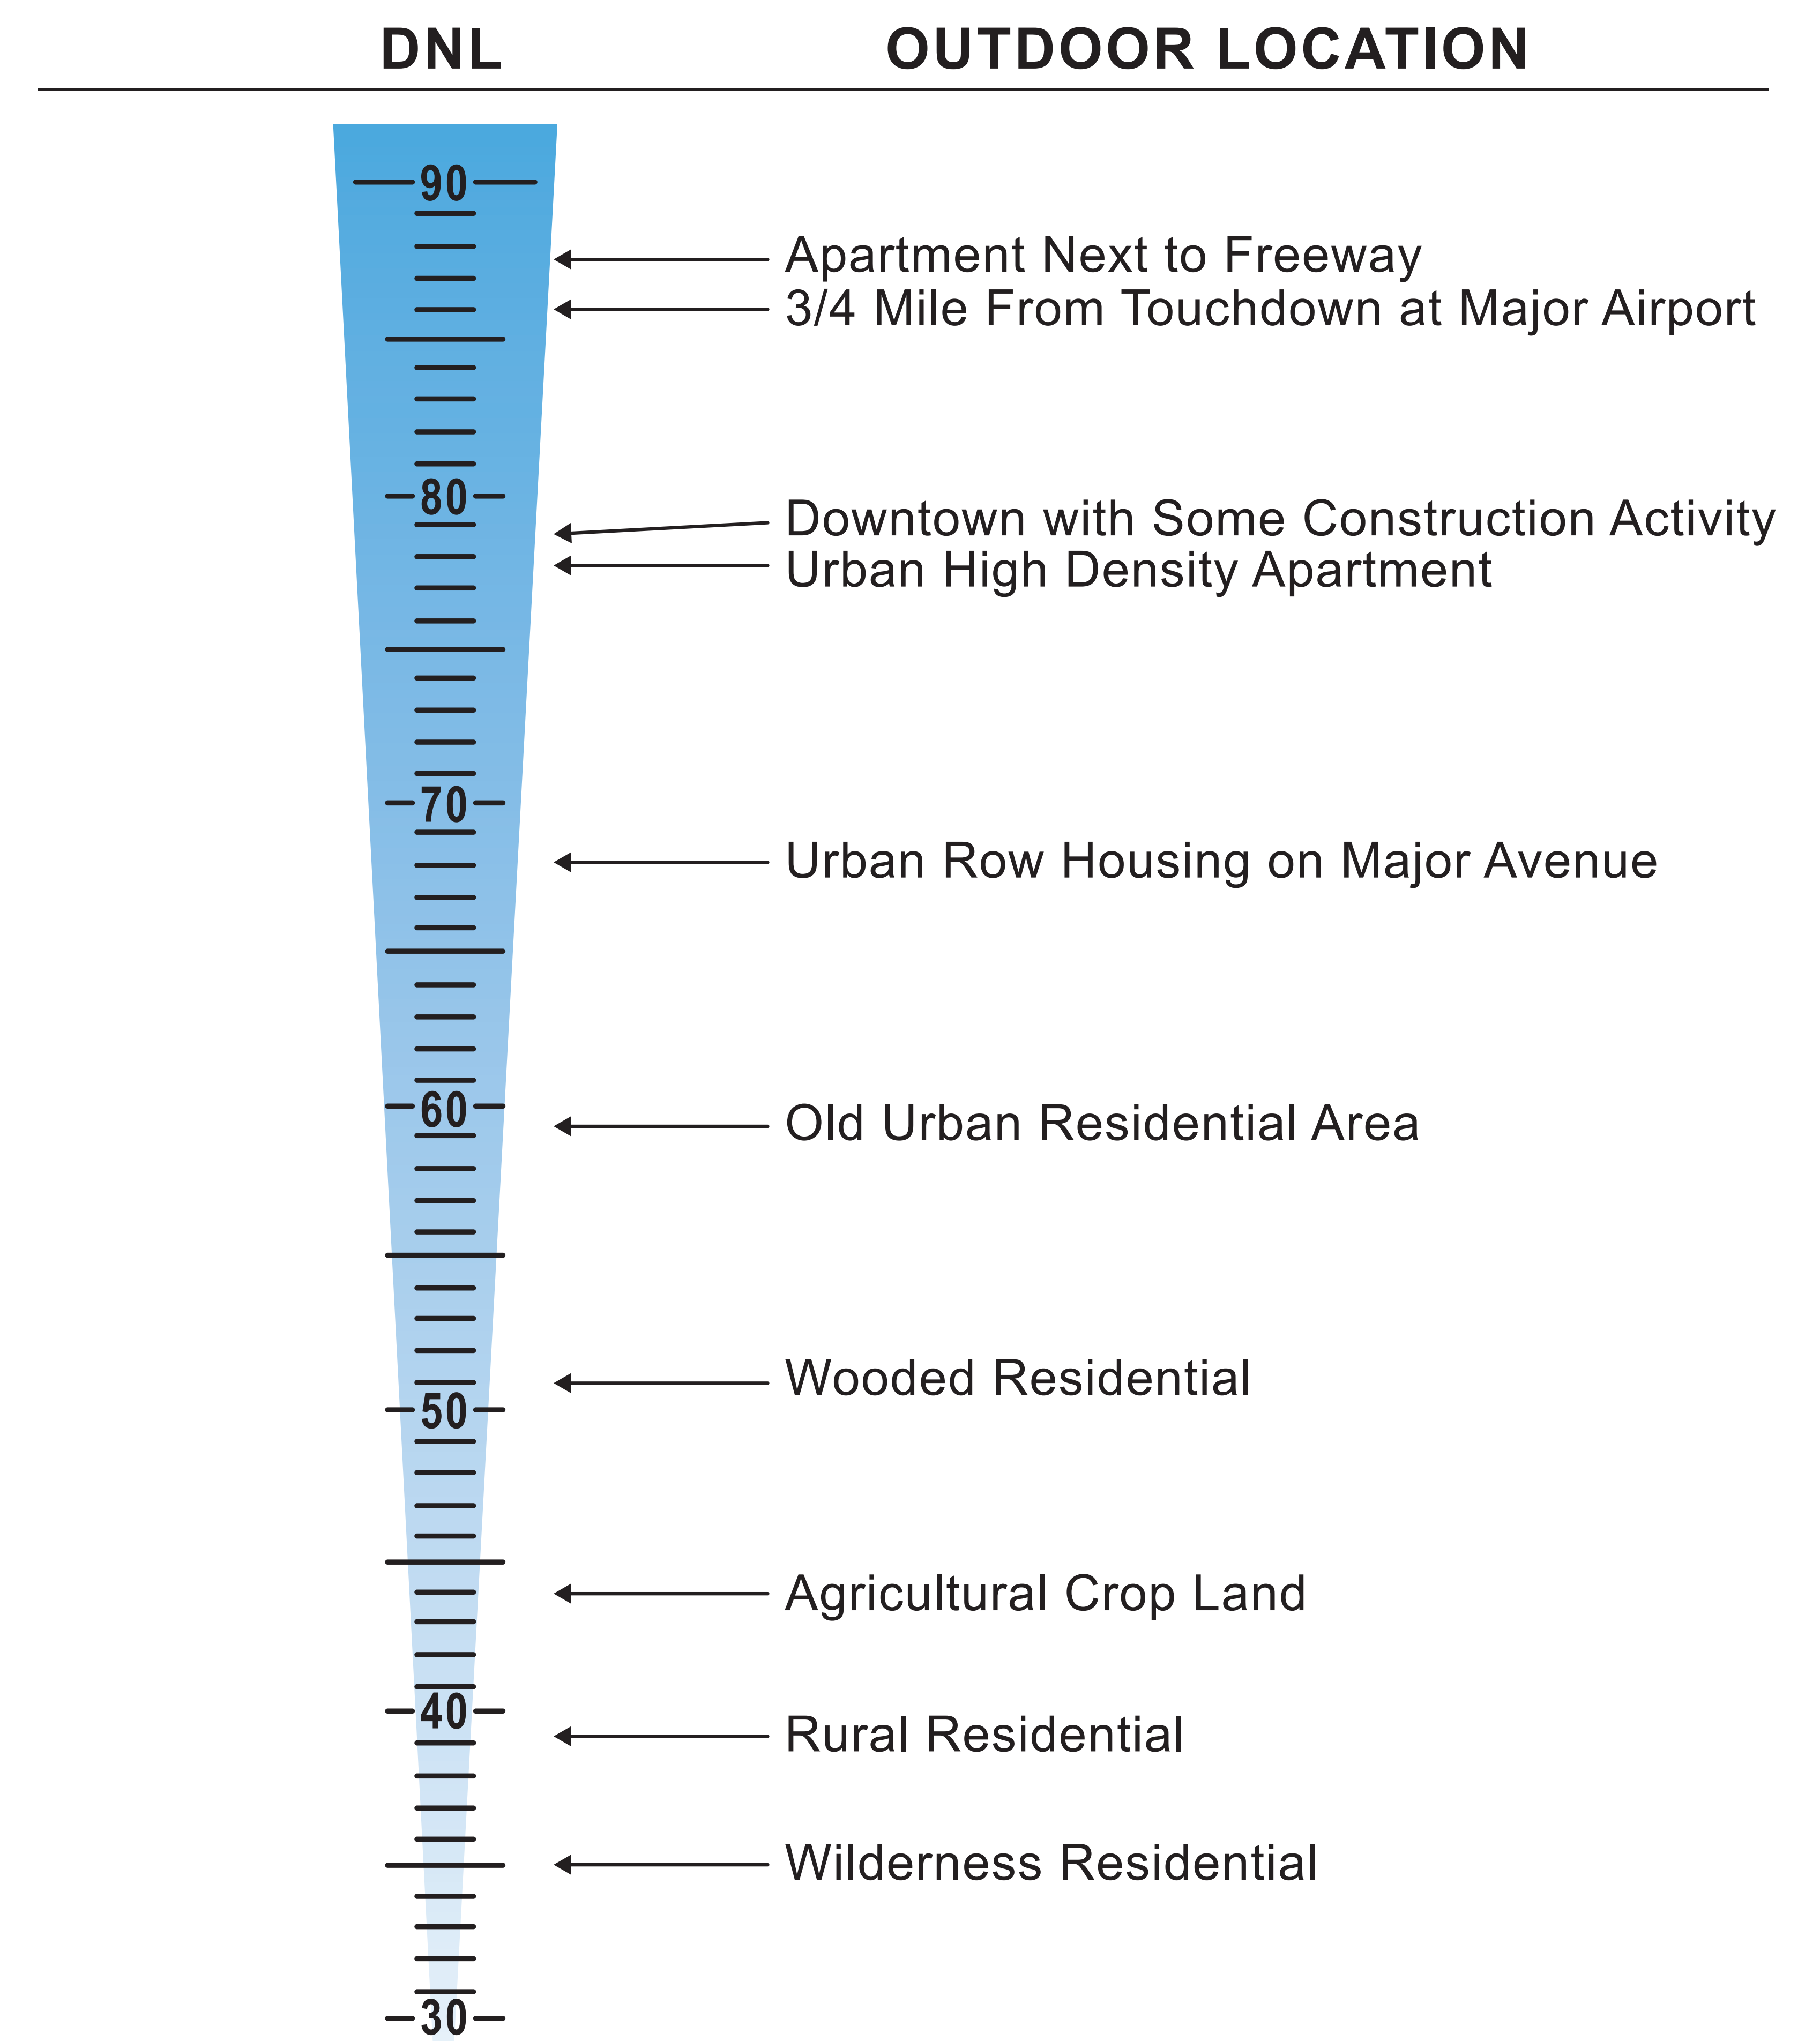 DNL OUTDOOR LOCATION
90
Apartment Next to Freeway
3/4 Mile From Touchdown at Major Airport
80
Downtown with Some Construction Activity
Urban High Density Apartment
70
Urban Row Housing on Major Avenue
60
Old Urban Residential Area
Wooded Residential
50
Agricultural Crop Land
40
Rural Residential
Wilderness Residential
30